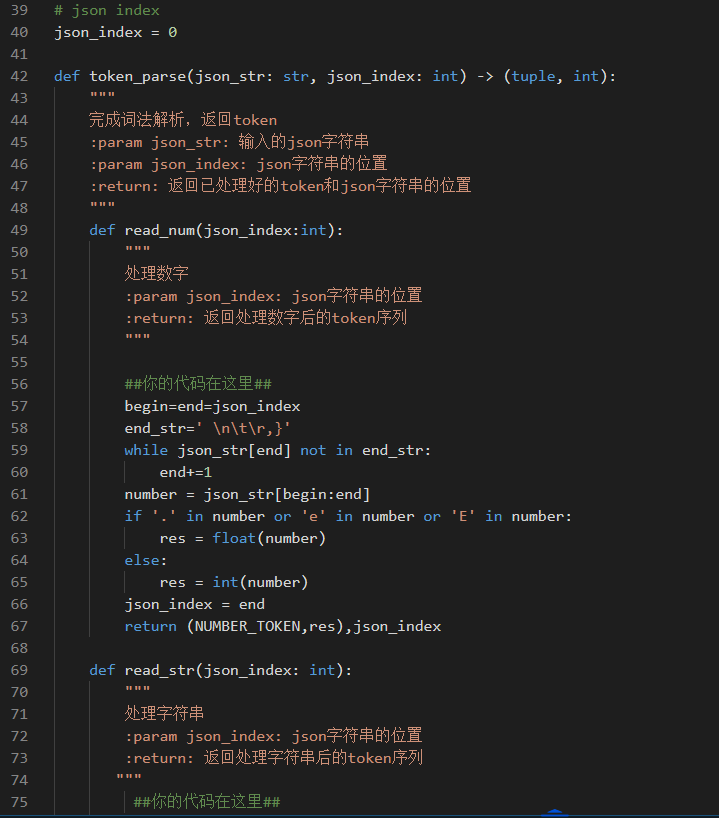 39 # json index
40 json_index = 0
41
42 def token_parse(json_str: str, json_index: int) -> (tuple, int):
43     """
44     完成词法解析，返回token
45     :param json_str: 输入的json字符串
46     :param json_index: json字符串的位置
47     :return: 返回已处理好的token和json字符串的位置
48     """
49     def read_num(json_index:int):
50         """
51         处理数字
52         :param json_index: json字符串的位置
53         :return: 返回处理数字后的token序列
54         """
55
56         ##你的代码在这里##
57         begin=end=json_index
58         end_str=' \n\t\r,}'
59         while json_str[end] not in end_str:
60             end+=1
61         number = json_str[begin:end]
62         if '.' in number or 'e' in number or 'E' in number:
63             res = float(number)
64         else:
65             res = int(number)
66         json_index = end
67         return (NUMBER_TOKEN,res),json_index
68
69     def read_str(json_index: int):
70         """
71         处理字符串
72         :param json_index: json字符串的位置
73         :return: 返回处理字符串后的token序列
74        """
75          ##你的代码在这里##